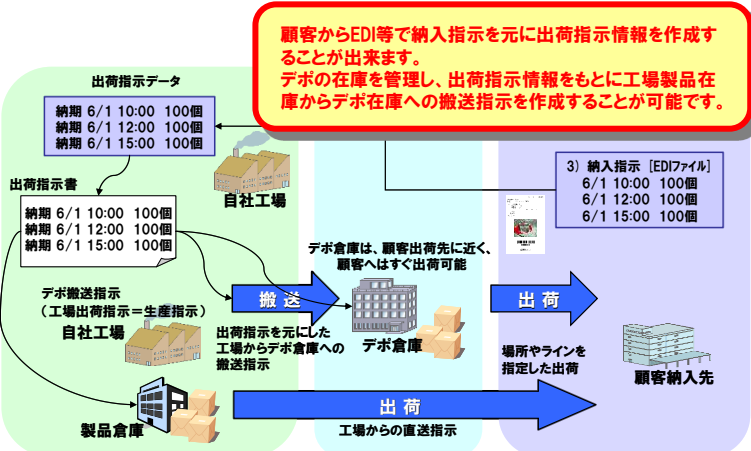 顧客からEDI等で納入指示を元に出荷指示情報を作成す
ることが出来ます。
デポの在庫を管理し、出荷指示情報をもとに工場製品在
庫からデポ在庫への搬送指示を作成することが可能です。
出荷指示データ
納期 6/1 10:00 100個
納期 6/1 12:00 100個
納期 6/1 15:00 100個
自社工場
3) 納入指示 [EDIファイル]
6/1 10:00 100個
6/1 12:00 100個
6/1 15:00 100個
出荷指示書
納期 6/1 10:00 100個
納期 6/1 12:00 100個
納期 6/1 15:00 100個
デポ倉庫は、顧客出荷先に近く、
顧客へはすぐ出荷可能
デポ搬送指示
(工場出荷指示=生産指示)
自社工場
搬 送
出 荷
出荷指示を元にした
工場からデポ倉庫への
搬送指示
デポ倉庫
場所やラインを
指定した出荷
顧客納入先
製品倉庫
出 荷
工場からの直送指示